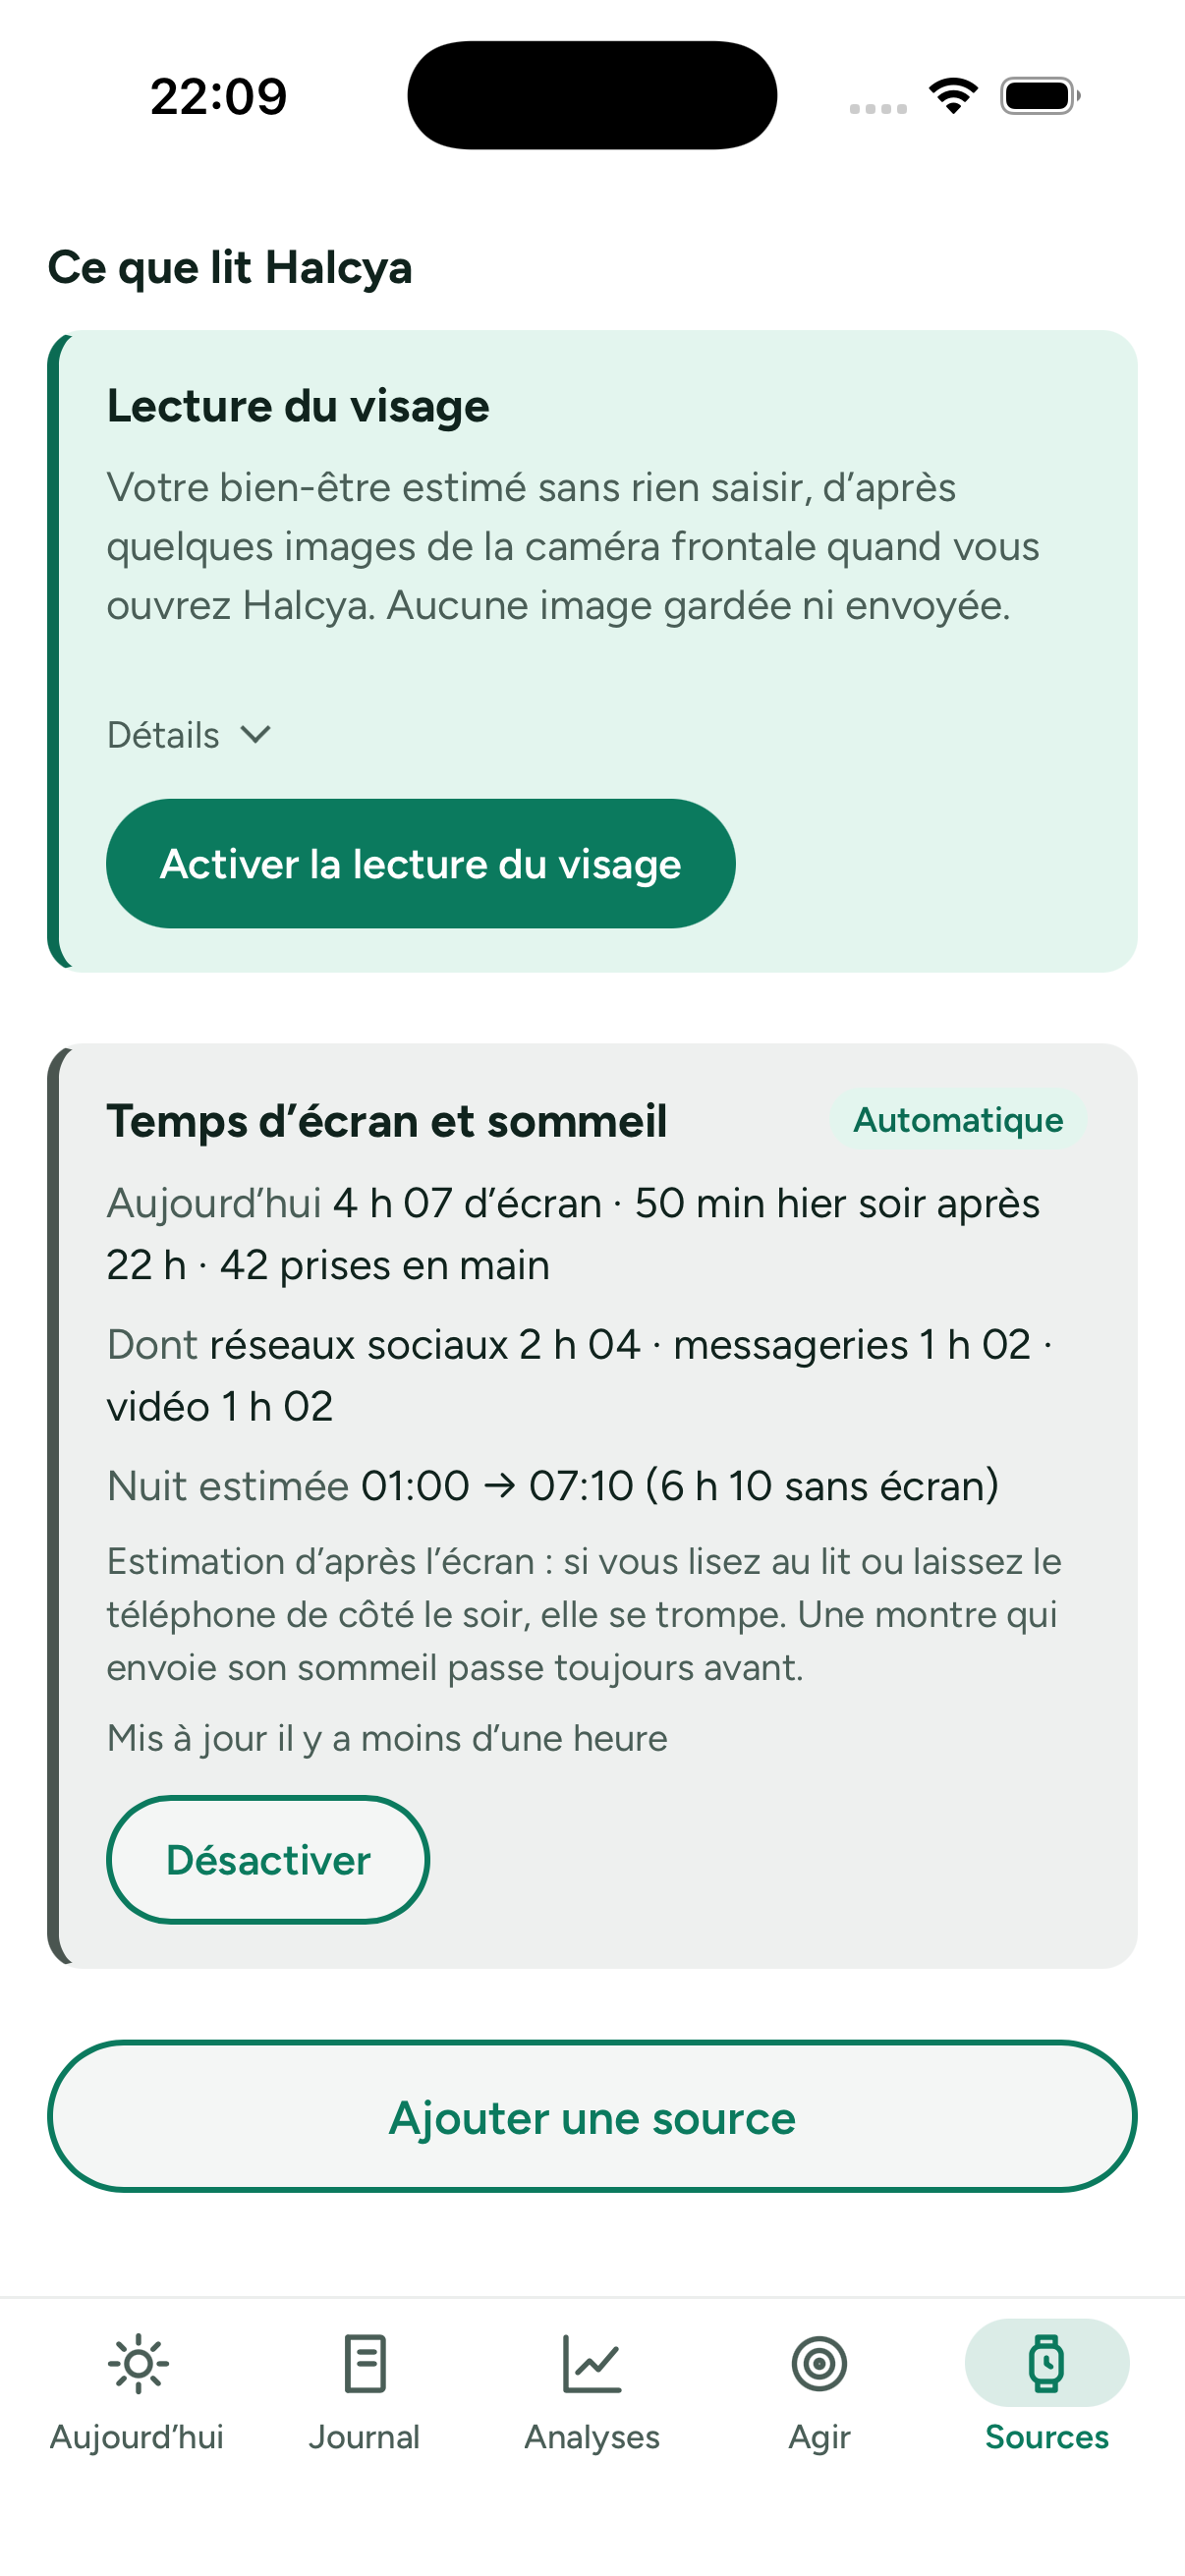 22:09
Ce que lit Halcya
Lecture du visage
Votre bien-être estimé sans rien saisir, d’après
quelques images de la caméra frontale quand vous
ouvrez Halcya. Aucune image gardée ni envoyée.
Détails
Activer la lecture du visage
Temps d’écran et sommeil
Automatique
Aujourd’hui 4 h 07 d’écran · 50 min hier soir après
22 h · 42 prises en main
Dont réseaux sociaux 2 h 04 · messageries 1 h 02 ·
vidéo 1 h 02
Nuit estimée 01:00 → 07:10 (6 h 10 sans écran)
Estimation d’après l’écran : si vous lisez au lit ou laissez le
téléphone de côté le soir, elle se trompe. Une montre qui
envoie son sommeil passe toujours avant.
Mis à jour il y a moins d’une heure
Désactiver
Ajouter une source
Aujourd’hui
Journal
Analyses
Agir
Sources